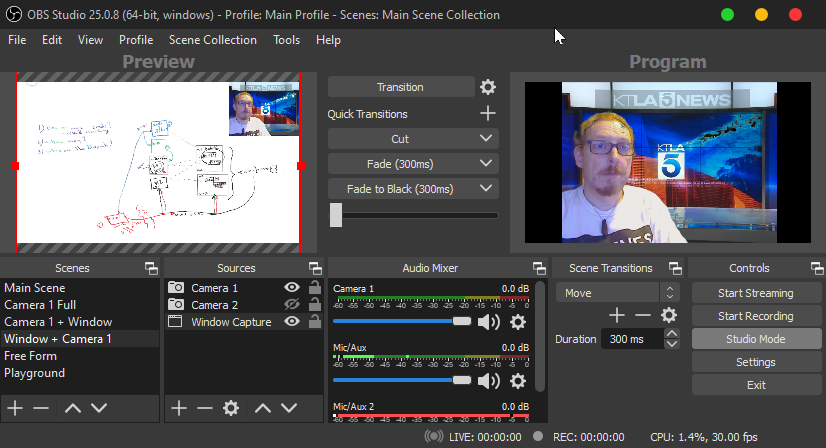 OBS Studio 25.0.8 (64-bit, windows) - Profile: Main Profile - Scenes: Main Scene Collection
File Edit View Profile Scene Collection Tools Help
Preview
Program
KTLA 5 NEWS
KTLA 5 NEWS
KTLA
5
Transition
Quick Transitions
Cut
Fade (300ms)
Fade to Black (300ms)
Scenes
Main Scene
Camera 1 Full
Camera 1 + Window
Window + Camera 1
Free Form
Playground
Sources
Camera 1
Camera 2
Window Capture
Audio Mixer
Camera 1 0.0 dB
-60 -55 -50 -45 -40 -35 -30 -25 -20 -15 -10 -5 0
Mic/Aux 0.0 dB
-60 -55 -50 -45 -40 -35 -30 -25 -20 -15 -10 -5 0
Mic/Aux 2 0.0 dB
-60 -55 -50 -45 -40 -35 -30 -25 -20 -15 -10 -5 0
Scene Transitions
Move
Duration 300 ms
Controls
Start Streaming
Start Recording
Studio Mode
Settings
Exit
LIVE: 00:00:00 REC: 00:00:00 CPU: 1.4%, 30.00 fps